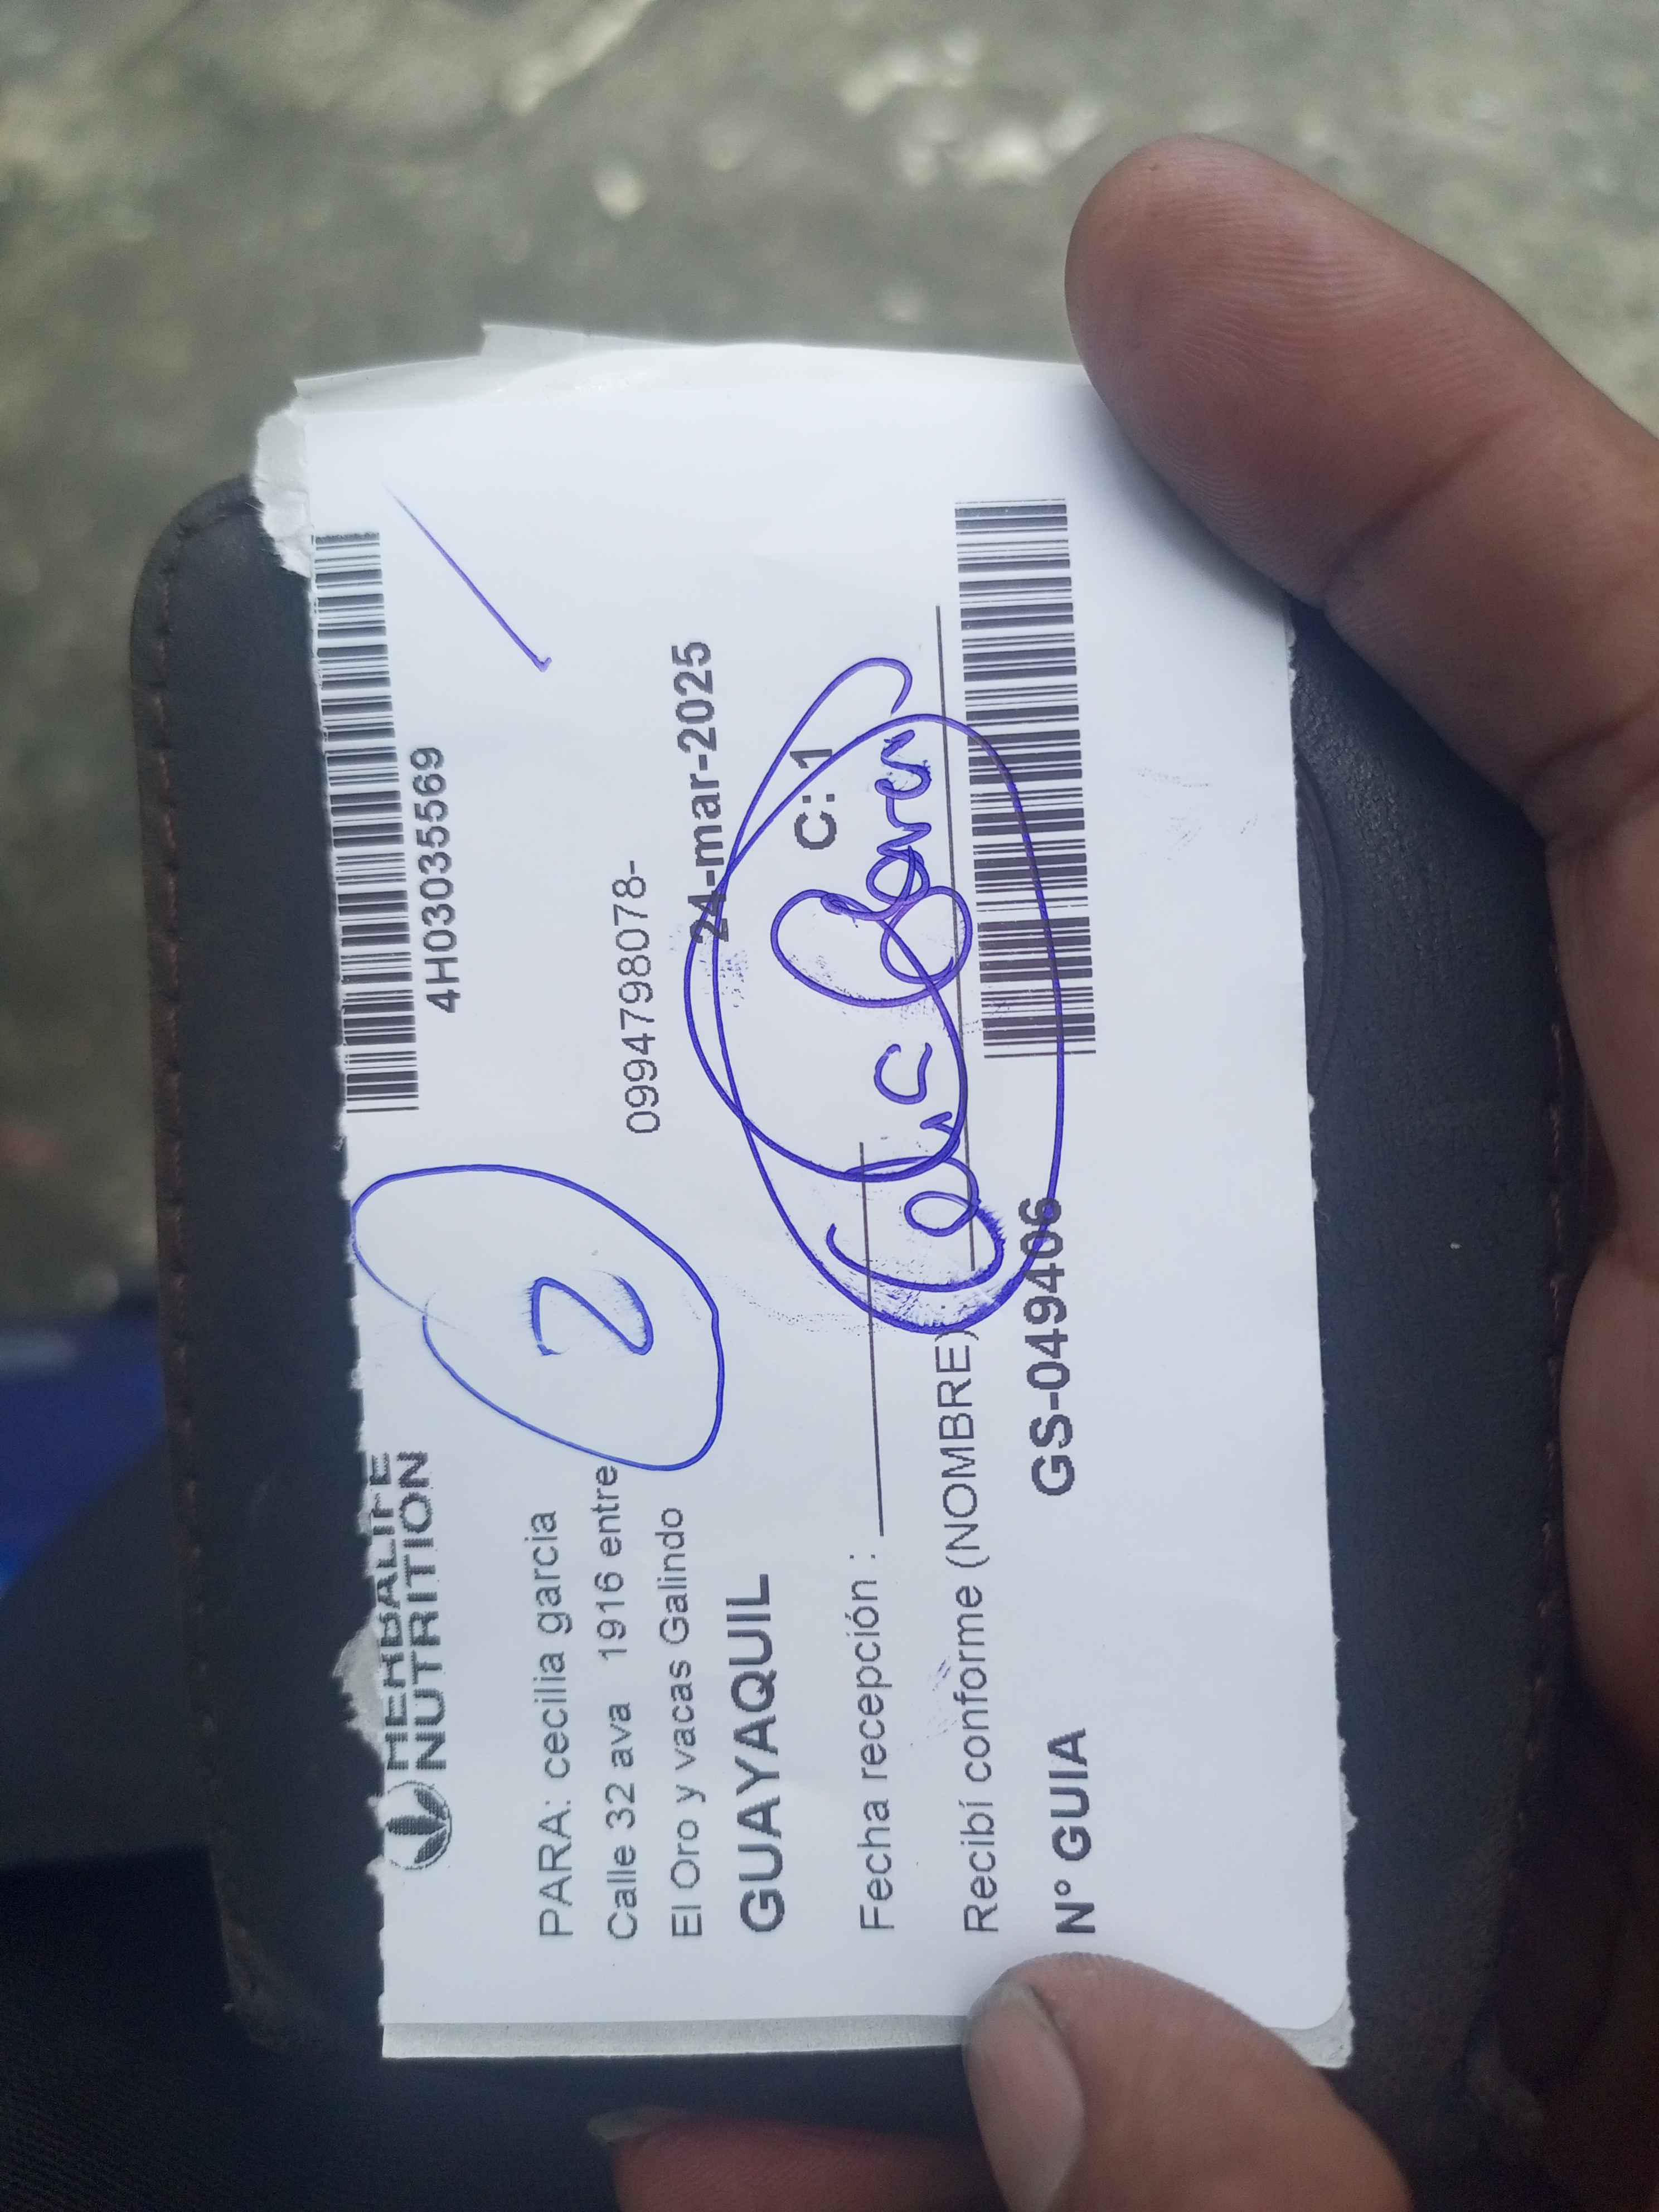 HERBALIFE
NUTRITION
4H03035569
2
PARA: cecilia garcia
Calle 32 ava 1916 entre
0994798078-
El Oro y vacas Galindo
24-mar-2025
GUAYAQUIL
C: 1
Fecha recepción :
Recibí conforme (NOMBRE)
N° GUIA GS-049406